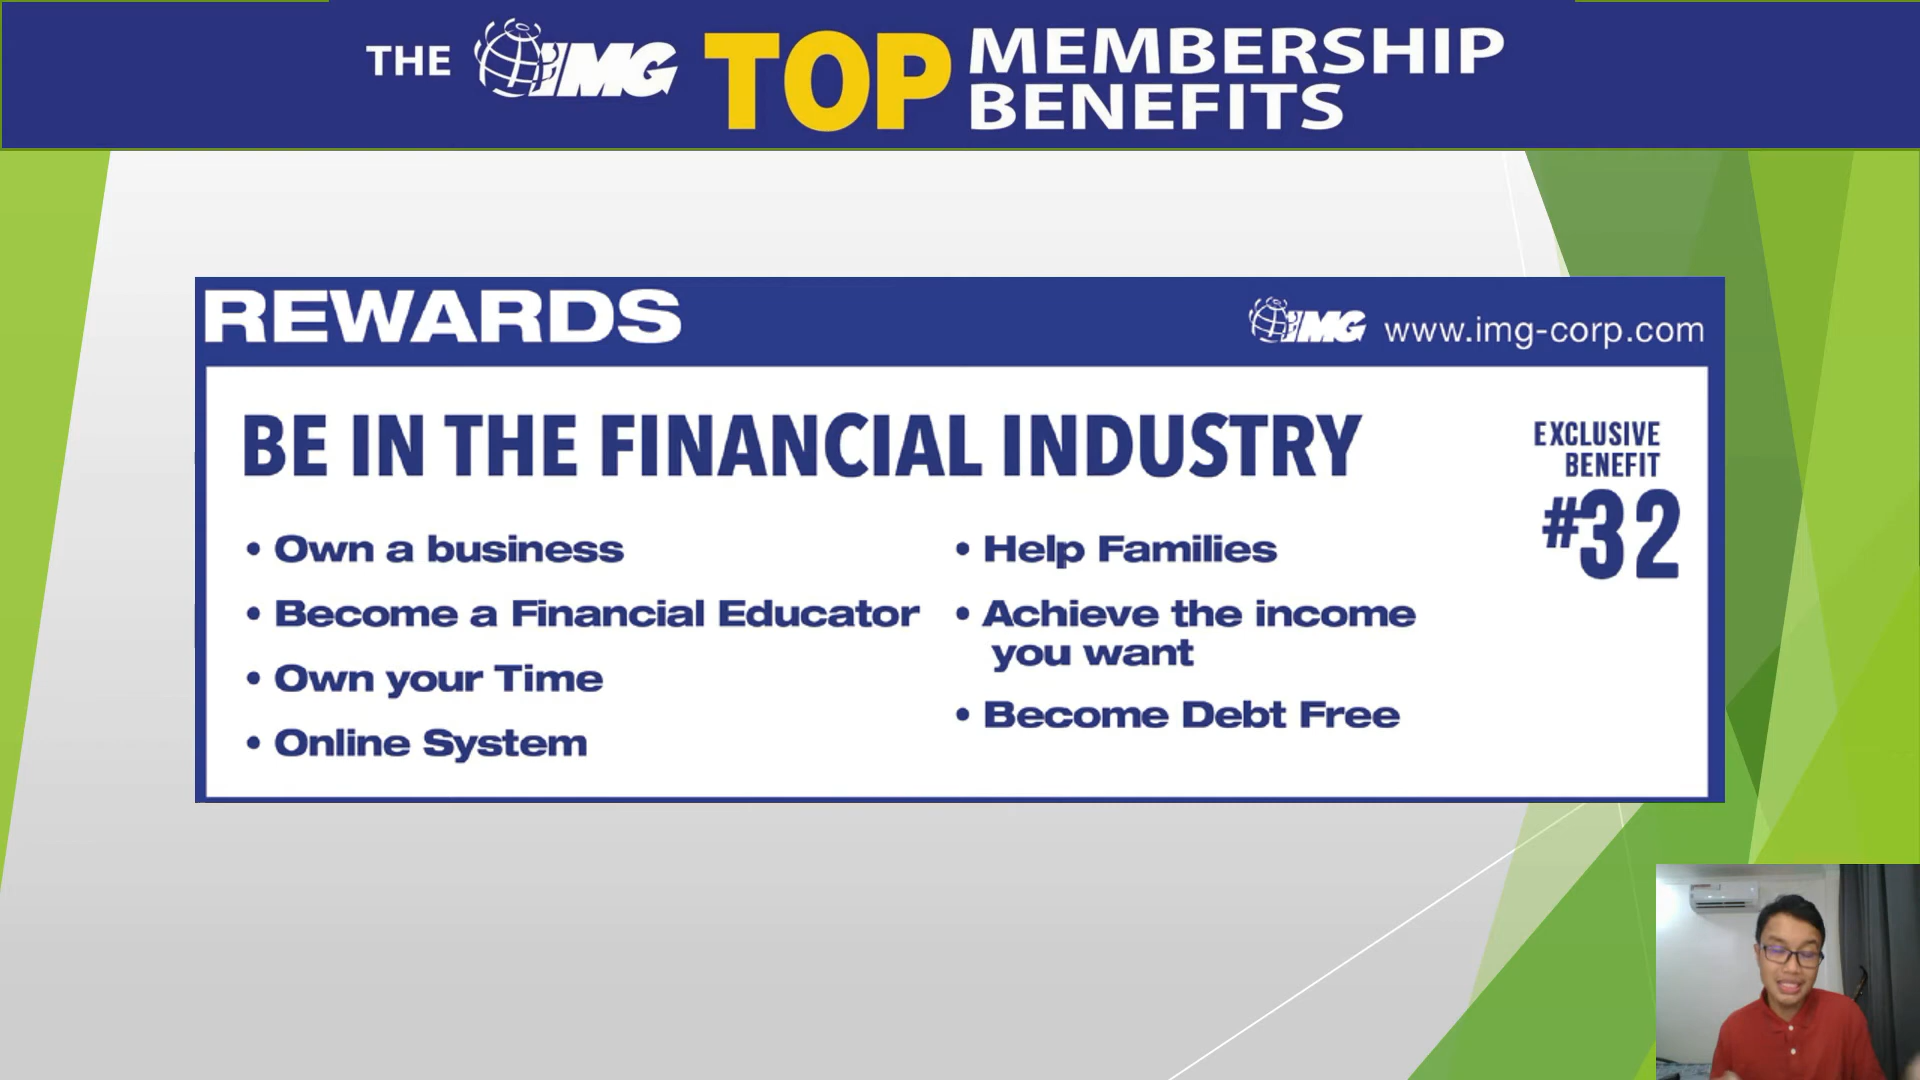 THE IMG TOP MEMBERSHIP
BENEFITS
REWARDS
IMG www.img-corp.com
BE IN THE FINANCIAL INDUSTRY
EXCLUSIVE
BENEFIT
#32
• Own a business
• Become a Financial Educator
• Own your Time
• Online System
• Help Families
• Achieve the income
you want
• Become Debt Free